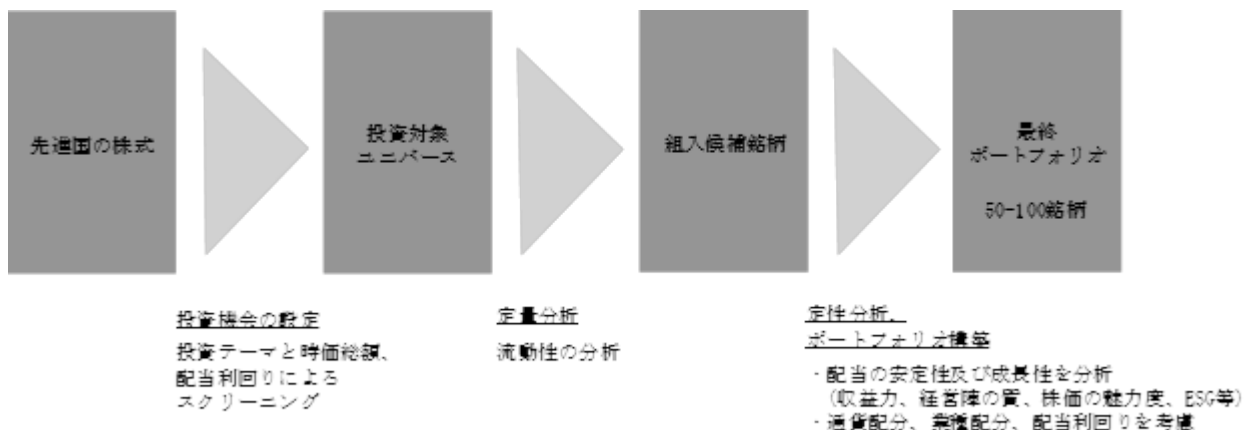 先進国の株式
投資対象
ユニバース
組入候補銘柄
最終
ポートフォリオ
50-100銘柄
投資機会の設定
投資テーマと時価総額、
配当利回りによる
スクリーニング
定量分析
流動性の分析
定性分析、
ポートフォリオ構築
・配当の安定性及び成長性を分析
（収益力、経営陣の質、株価の魅力度、ESG等）
・通貨配分、業種配分、配当利回りを考慮